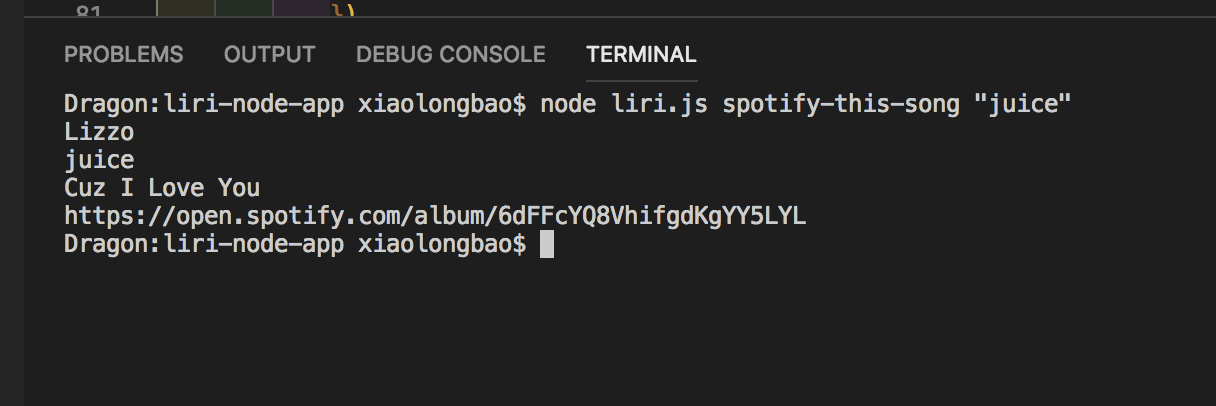 81 })
PROBLEMS OUTPUT DEBUG CONSOLE TERMINAL
Dragon:liri-node-app xiaolongbao$ node liri.js spotify-this-song "juice"
Lizzo
juice
Cuz I Love You
https://open.spotify.com/album/6dFFcYQ8VhifgdKgYY5LYL
Dragon:liri-node-app xiaolongbao$